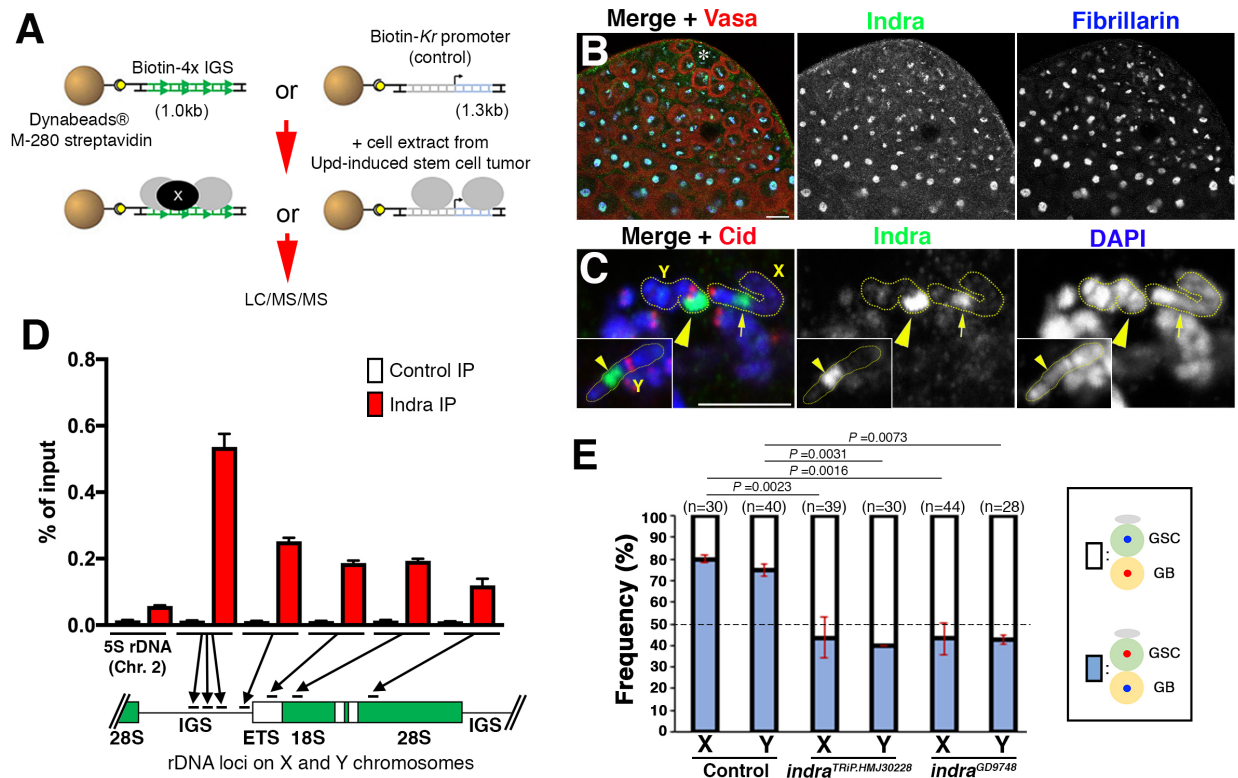 A
Biotin-4x IGS
(1.0kb)
Dynabeads®
M-280 streptavidin
or
Biotin-Kr promoter
(control)
(1.3kb)
+ cell extract from
Upd-induced stem cell tumor
X
or
LC/MS/MS
B
Merge + Vasa
Indra
Fibrillarin
*
C
Merge + Cid
Indra
DAPI
Y
X
Y
D
% of input
0.8
0.6
0.4
0.2
0.0
Control IP
Indra IP
5S rDNA
(Chr. 2)
28S
IGS
ETS
18S
28S
IGS
rDNA loci on X and Y chromosomes
E
P =0.0073
P =0.0031
P =0.0016
P =0.0023
(n=30)
(n=40)
(n=39)
(n=30)
(n=44)
(n=28)
Frequency (%)
100
90
80
70
60
50
40
30
20
10
0
X
Y
X
Y
X
Y
Control
indraTRiP.HMJ30228
indraGD9748
:
GSC
GB
:
GSC
GB